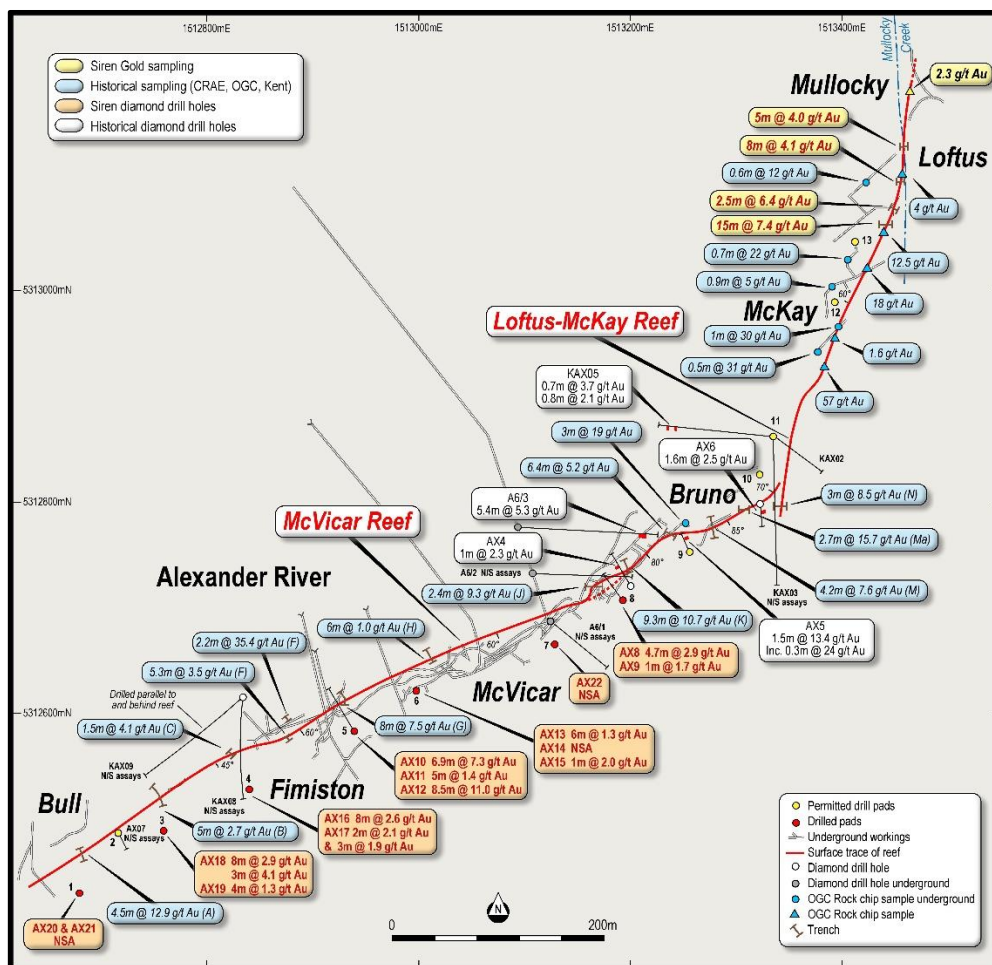 1512800mE
1513000mE
1513200mE
1513400mE
Siren Gold sampling
Historical sampling (CRAE, OGC, Kent)
Siren diamond drill holes
Historical diamond drill holes
Mullocky
Creek
Mullocky
2.3 g/t Au
5m @ 4.0 g/t Au
8m @ 4.1 g/t Au
Loftus
0.6m @ 12 g/t Au
4 g/t Au
2.5m @ 6.4 g/t Au
15m @ 7.4 g/t Au
13
12.5 g/t Au
0.7m @ 22 g/t Au
0.9m @ 5 g/t Au
60°
18 g/t Au
5313000mN
12
McKay
Loftus-McKay Reef
1m @ 30 g/t Au
1.6 g/t Au
0.5m @ 31 g/t Au
KAX05
0.7m @ 3.7 g/t Au
0.8m @ 2.1 g/t Au
57 g/t Au
11
3m @ 19 g/t Au
AX6
1.6m @ 2.5 g/t Au
KAX02
6.4m @ 5.2 g/t Au
10
70°
5312800mN
Bruno
3m @ 8.5 g/t Au (N)
A6/3
5.4m @ 5.3 g/t Au
McVicar Reef
85°
2.7m @ 15.7 g/t Au (Ma)
AX4
1m @ 2.3 g/t Au
9
80°
A6/2 N/S assays
Alexander River
KAX03
N/S assays
4.2m @ 7.6 g/t Au (M)
2.4m @ 9.3 g/t Au (J)
8
6m @ 1.0 g/t Au (H)
A6/1
N/S assays
9.3m @ 10.7 g/t Au (K)
AX5
1.5m @ 13.4 g/t Au
Inc. 0.3m @ 24 g/t Au
2.2m @ 35.4 g/t Au (F)
60°
7
AX8 4.7m @ 2.9 g/t Au
AX9 1m @ 1.7 g/t Au
5.3m @ 3.5 g/t Au (F)
McVicar
AX22
NSA
Drilled parallel to
and behind reef
6
5312600mN
1.5m @ 4.1 g/t Au (C)
60°
5
8m @ 7.5 g/t Au (G)
AX13 6m @ 1.3 g/t Au
AX14 NSA
AX15 1m @ 2.0 g/t Au
KAX09
N/S assays
45°
AX10 6.9m @ 7.3 g/t Au
AX11 5m @ 1.4 g/t Au
AX12 8.5m @ 11.0 g/t Au
4
Fimiston
Bull
KAX08
N/S assays
AX16 8m @ 2.6 g/t Au
AX17 2m @ 2.1 g/t Au
& 3m @ 1.9 g/t Au
2
AX07
N/S assays
3
5m @ 2.7 g/t Au (B)
AX18 8m @ 2.9 g/t Au
3m @ 4.1 g/t Au
AX19 4m @ 1.3 g/t Au
1
4.5m @ 12.9 g/t Au (A)
AX20 & AX21
NSA
N
0
200m
Permitted drill pads
Drilled pads
Underground workings
Surface trace of reef
Diamond drill hole
Diamond drill hole underground
OGC Rock chip sample underground
OGC Rock chip sample
Trench